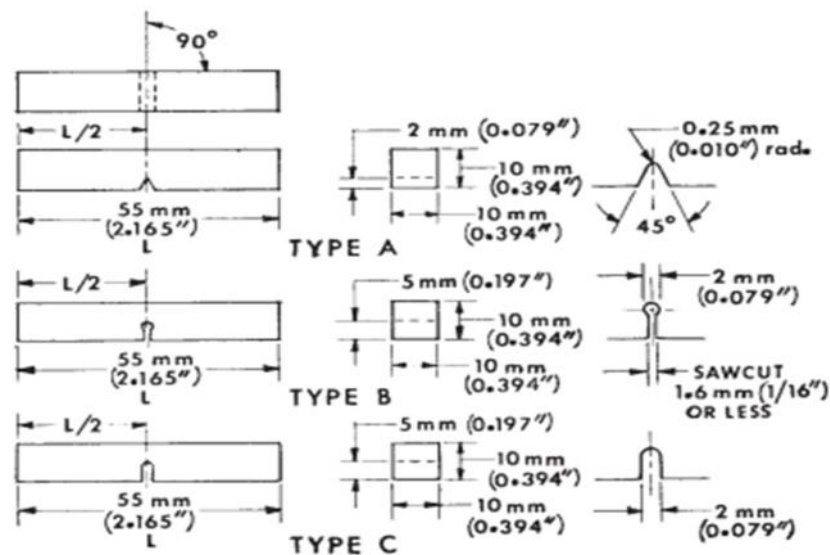 90°
L/2
2 mm (0.079")
0.25 mm
(0.010") rad.
10 mm
(0.394")
55 mm
(2.165")
L
10 mm
(0.394")
45°
TYPE A
L/2
5 mm (0.197")
2 mm
(0.079")
10 mm
(0.394")
55 mm
(2.165")
L
10 mm
(0.394")
SAWCUT
1.6 mm (1/16")
OR LESS
TYPE B
L/2
5 mm (0.197")
10 mm
(0.394")
55 mm
(2.165")
L
10 mm
(0.394")
2 mm
(0.079")
TYPE C